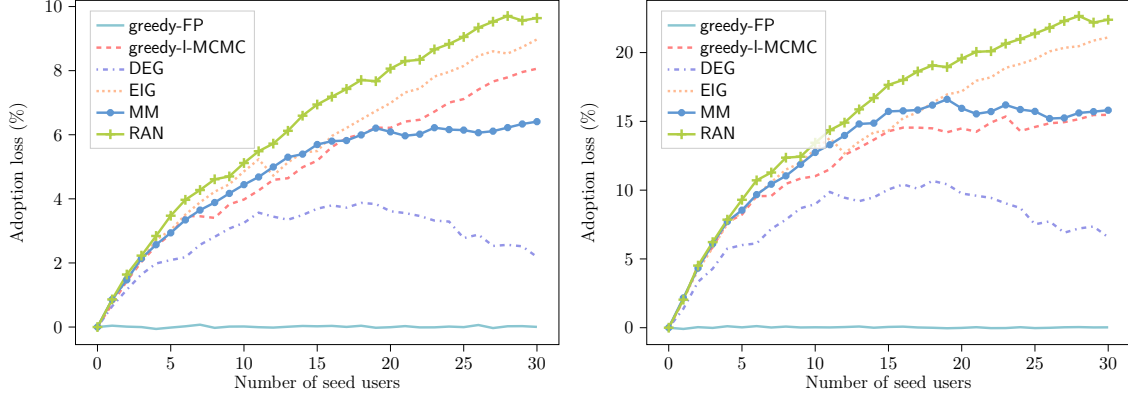 10
8
6
4
2
0
Adoption loss (%)
greedy-FP
greedy-l-MCMC
DEG
EIG
MM
RAN
0 5 10 15 20 25 30
Number of seed users
20
15
10
5
0
Adoption loss (%)
greedy-FP
greedy-l-MCMC
DEG
EIG
MM
RAN
0 5 10 15 20 25 30
Number of seed users